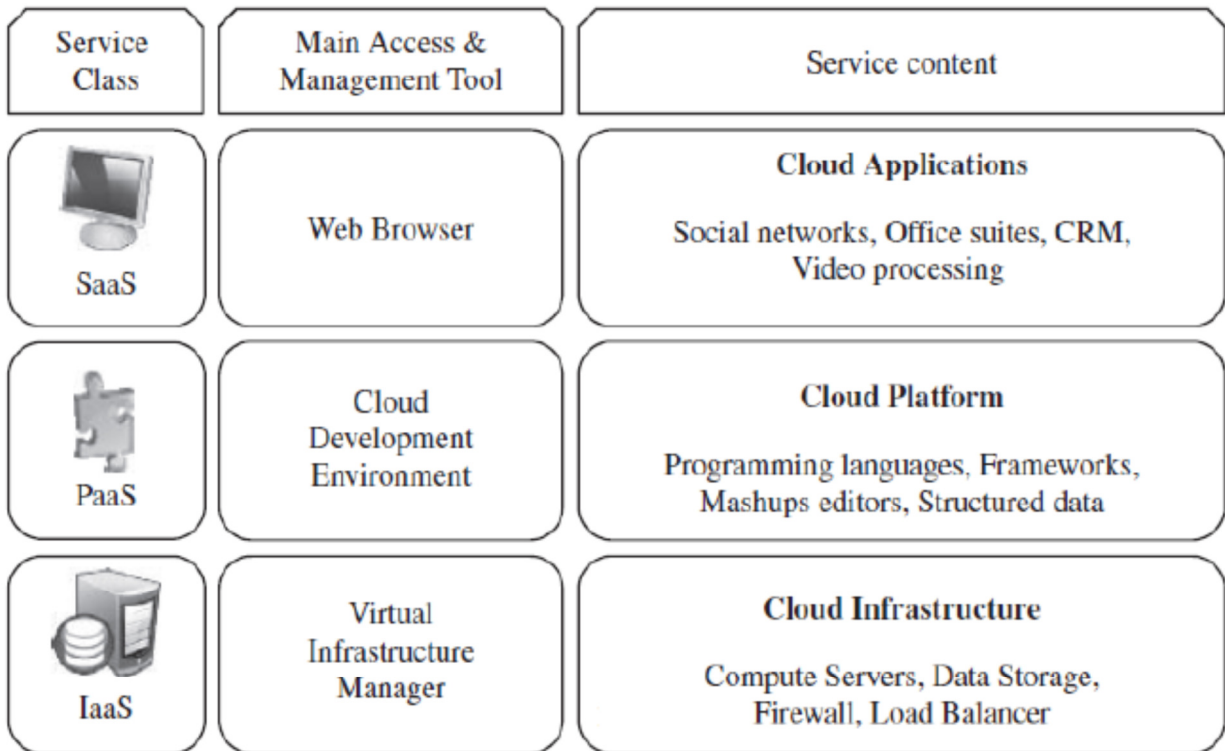 Service
Class
Main Access &
Management Tool
Service content
SaaS
Web Browser
Cloud Applications
Social networks, Office suites, CRM,
Video processing
PaaS
Cloud
Development
Environment
Cloud Platform
Programming languages, Frameworks,
Mashups editors, Structured data
IaaS
Virtual
Infrastructure
Manager
Cloud Infrastructure
Compute Servers, Data Storage,
Firewall, Load Balancer